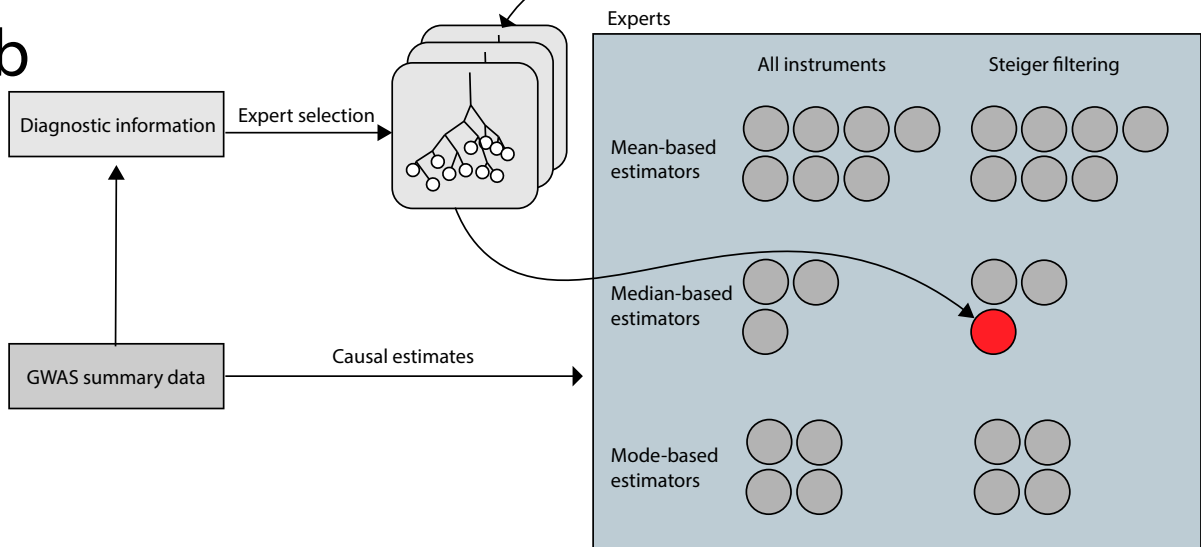 b
Experts
All instruments
Steiger filtering
Diagnostic information
Expert selection
Mean-based
estimators
Median-based
estimators
GWAS summary data
Causal estimates
Mode-based
estimators